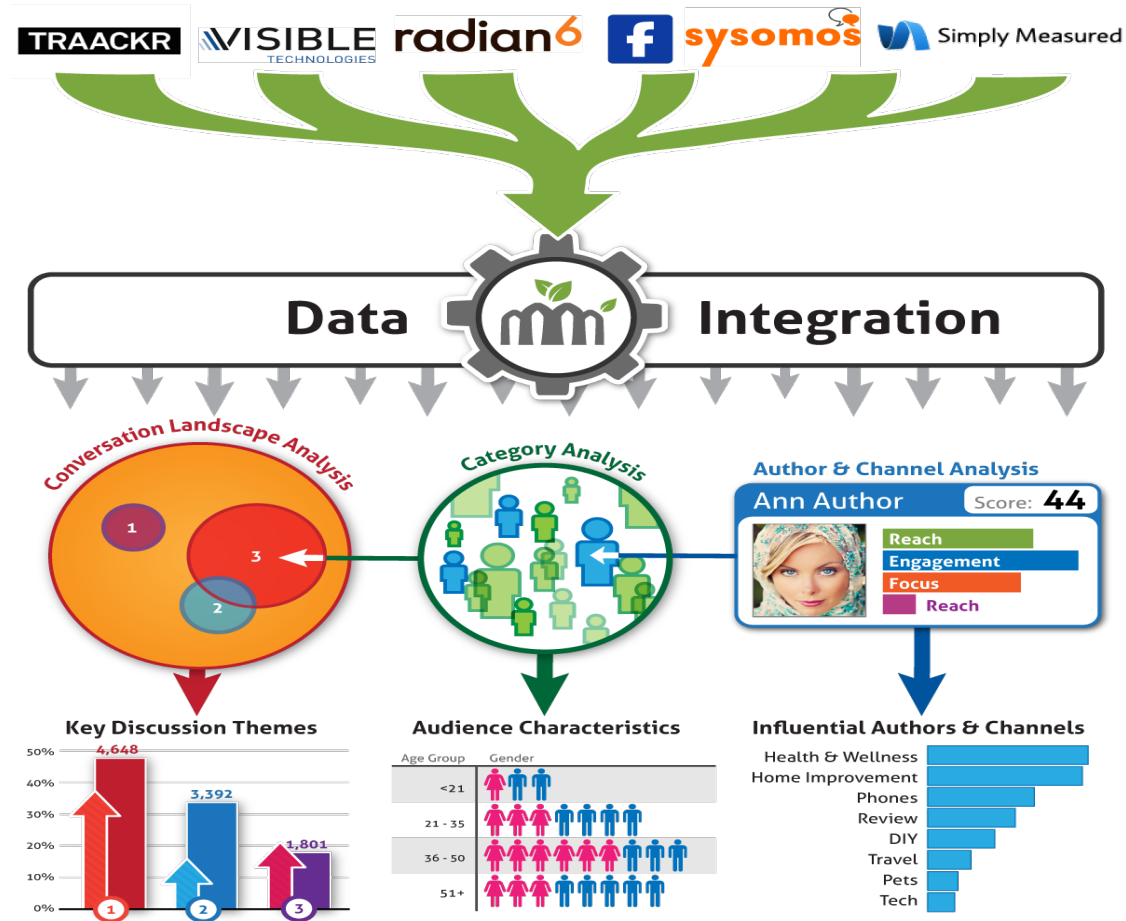 TRAACKR
VISIBLE
TECHNOLOGIES
radian6
f
sysomos
Simply Measured
Data Integration
Conversation Landscape Analysis
1
3
2
Category Analysis
Author & Channel Analysis
Ann Author
Score: 44
Reach
Engagement
Focus
Reach
Key Discussion Themes
50%
40%
30%
20%
10%
0%
4,648
3,392
1,801
1
2
3
Audience Characteristics
Age Group Gender
<21
21 - 35
36 - 50
51+
Influential Authors & Channels
Health & Wellness
Home Improvement
Phones
Review
DIY
Travel
Pets
Tech